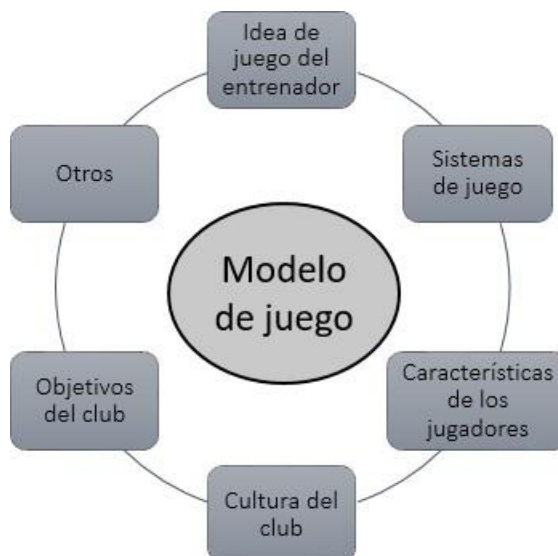 Idea de
juego del
entrenador
Sistemas
de juego
Características
de los
jugadores
Cultura del
club
Objetivos
del club
Otros
Modelo
de juego